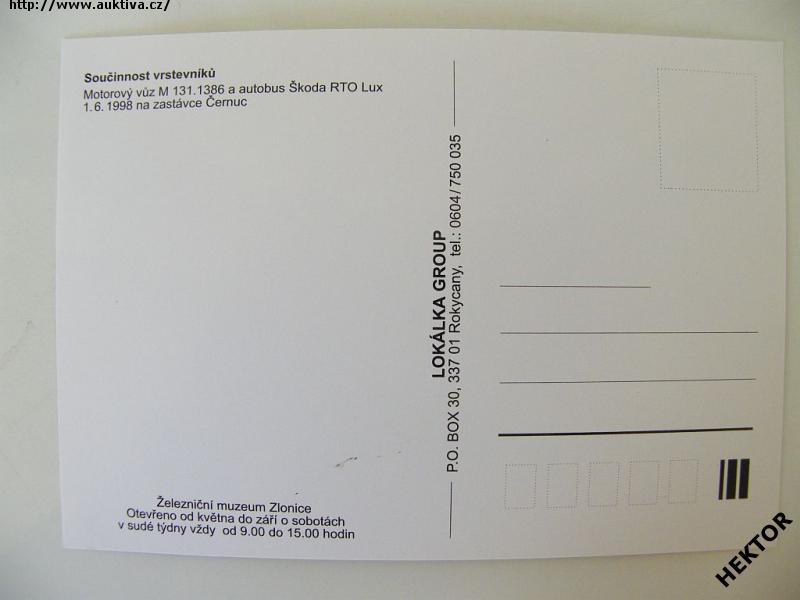 http://www.auktiva.cz/
Součinnost vrstevníků
Motorový vůz M 131.1386 a autobus Škoda RTO Lux
1. 6. 1998 na zastávce Černuc
LOKÁLKA GROUP
P.O. BOX 30, 337 01 Rokycany, tel.: 0604/750 035
Železniční muzeum Zlonice
Otevřeno od května do září o sobotách
v sudé týdny vždy od 9.00 do 15.00 hodin
HEKTOR